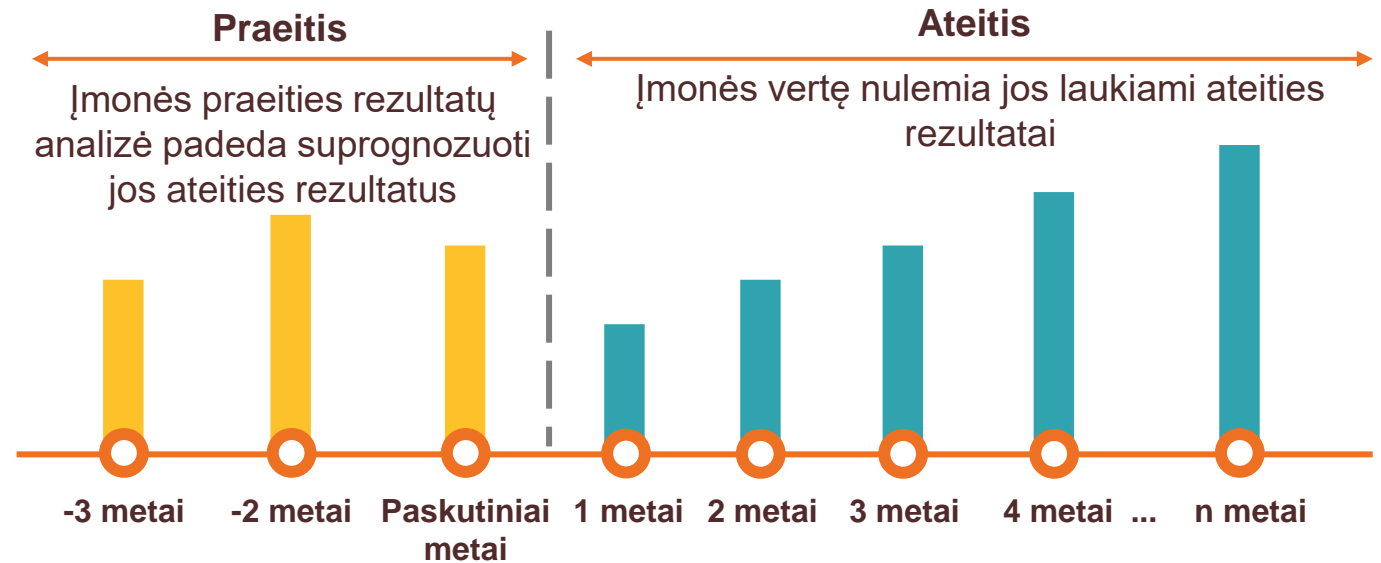 Praeitis
Įmonės praeities rezultatų
analizė padeda suprognozuoti
jos ateities rezultatus
Ateitis
Įmonės vertę nulemia jos laukiami ateities
rezultatai
-3 metai -2 metai Paskutiniai 1 metai 2 metai 3 metai 4 metai ... n metai
metai